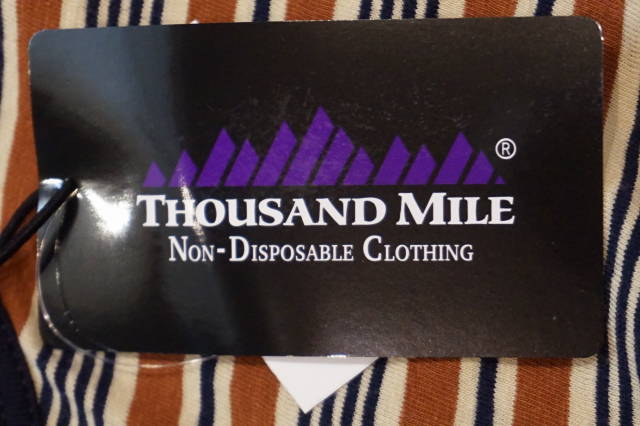 ®
THOUSAND MILE
NON-DISPOSABLE CLOTHING